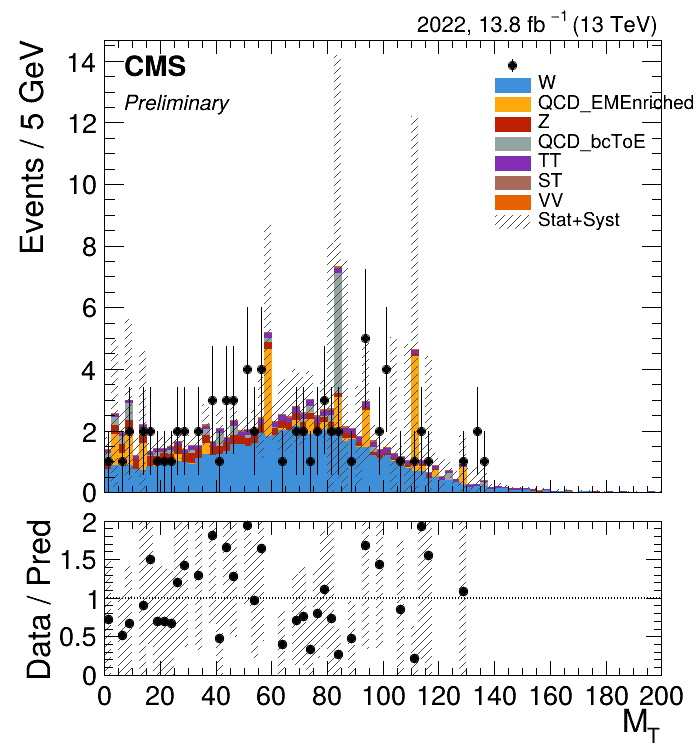 2022, 13.8 fb⁻¹ (13 TeV)
Events / 5 GeV
CMS
Preliminary
W
QCD_EMEnriched
Z
QCD_bcToE
TT
ST
VV
Stat+Syst
14
12
10
8
6
4
2
0
Data / Pred
2
1.5
1
0.5
0
0 20 40 60 80 100 120 140 160 180 200
M_T